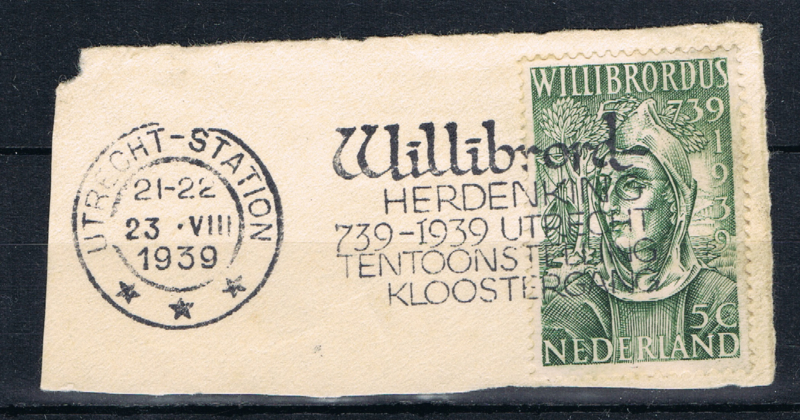 UTRECHT-STATION
21-22
23 ·VIII
1939
Willibrord
HERDENKING
739-1939 UTRECHT
TENTOONSTELLING
KLOOSTERGANG
WILLIBRORDUS
739
1939
5C
NEDERLAND